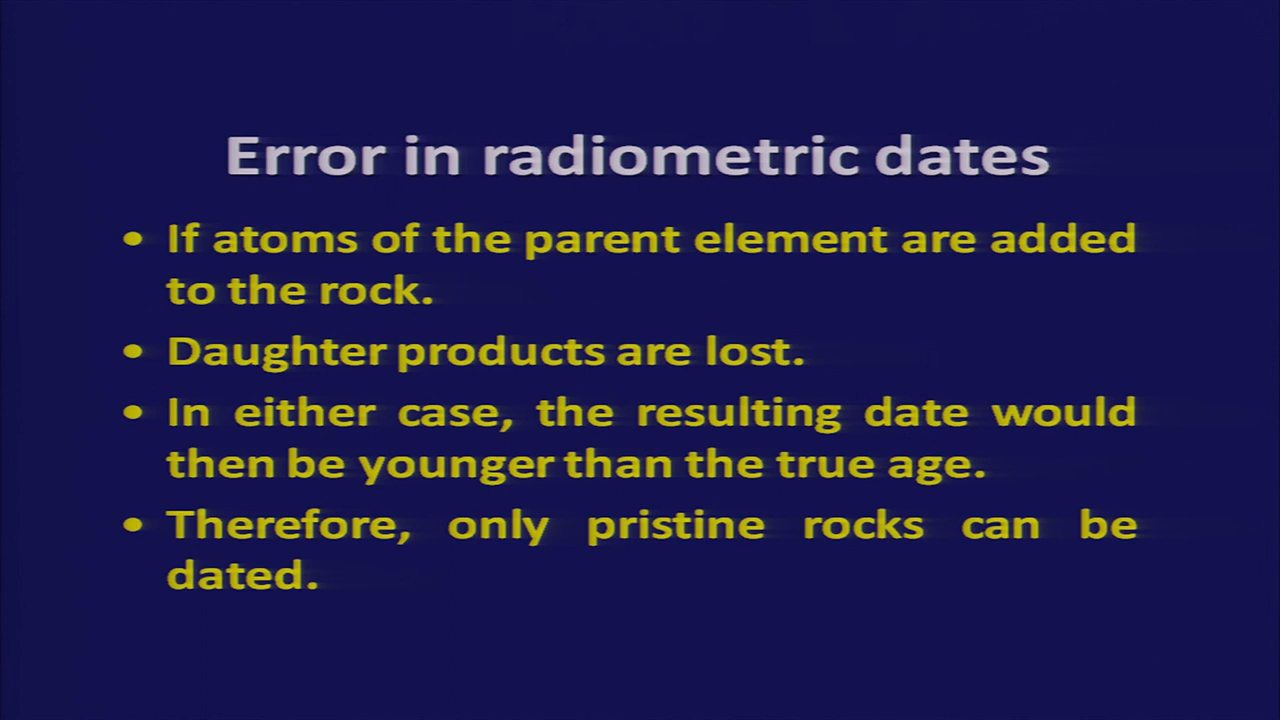 Error in radiometric dates
• If atoms of the parent element are added
to the rock.
• Daughter products are lost.
• In either case, the resulting date would
then be younger than the true age.
• Therefore, only pristine rocks can be
dated.